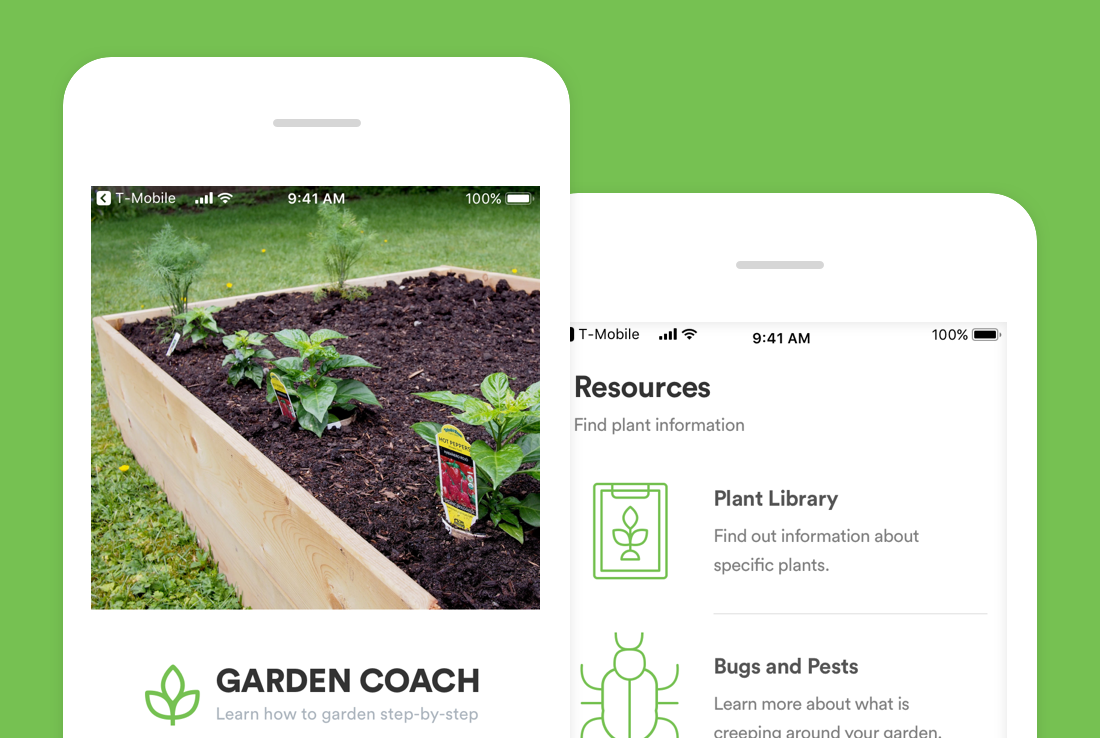 T-Mobile 9:41 AM 100%
HOT PEPPER
GARDEN COACH
Learn how to garden step-by-step
T-Mobile 9:41 AM 100%
Resources
Find plant information
Plant Library
Find out information about
specific plants.
Bugs and Pests
Learn more about what is
creeping around your garden.